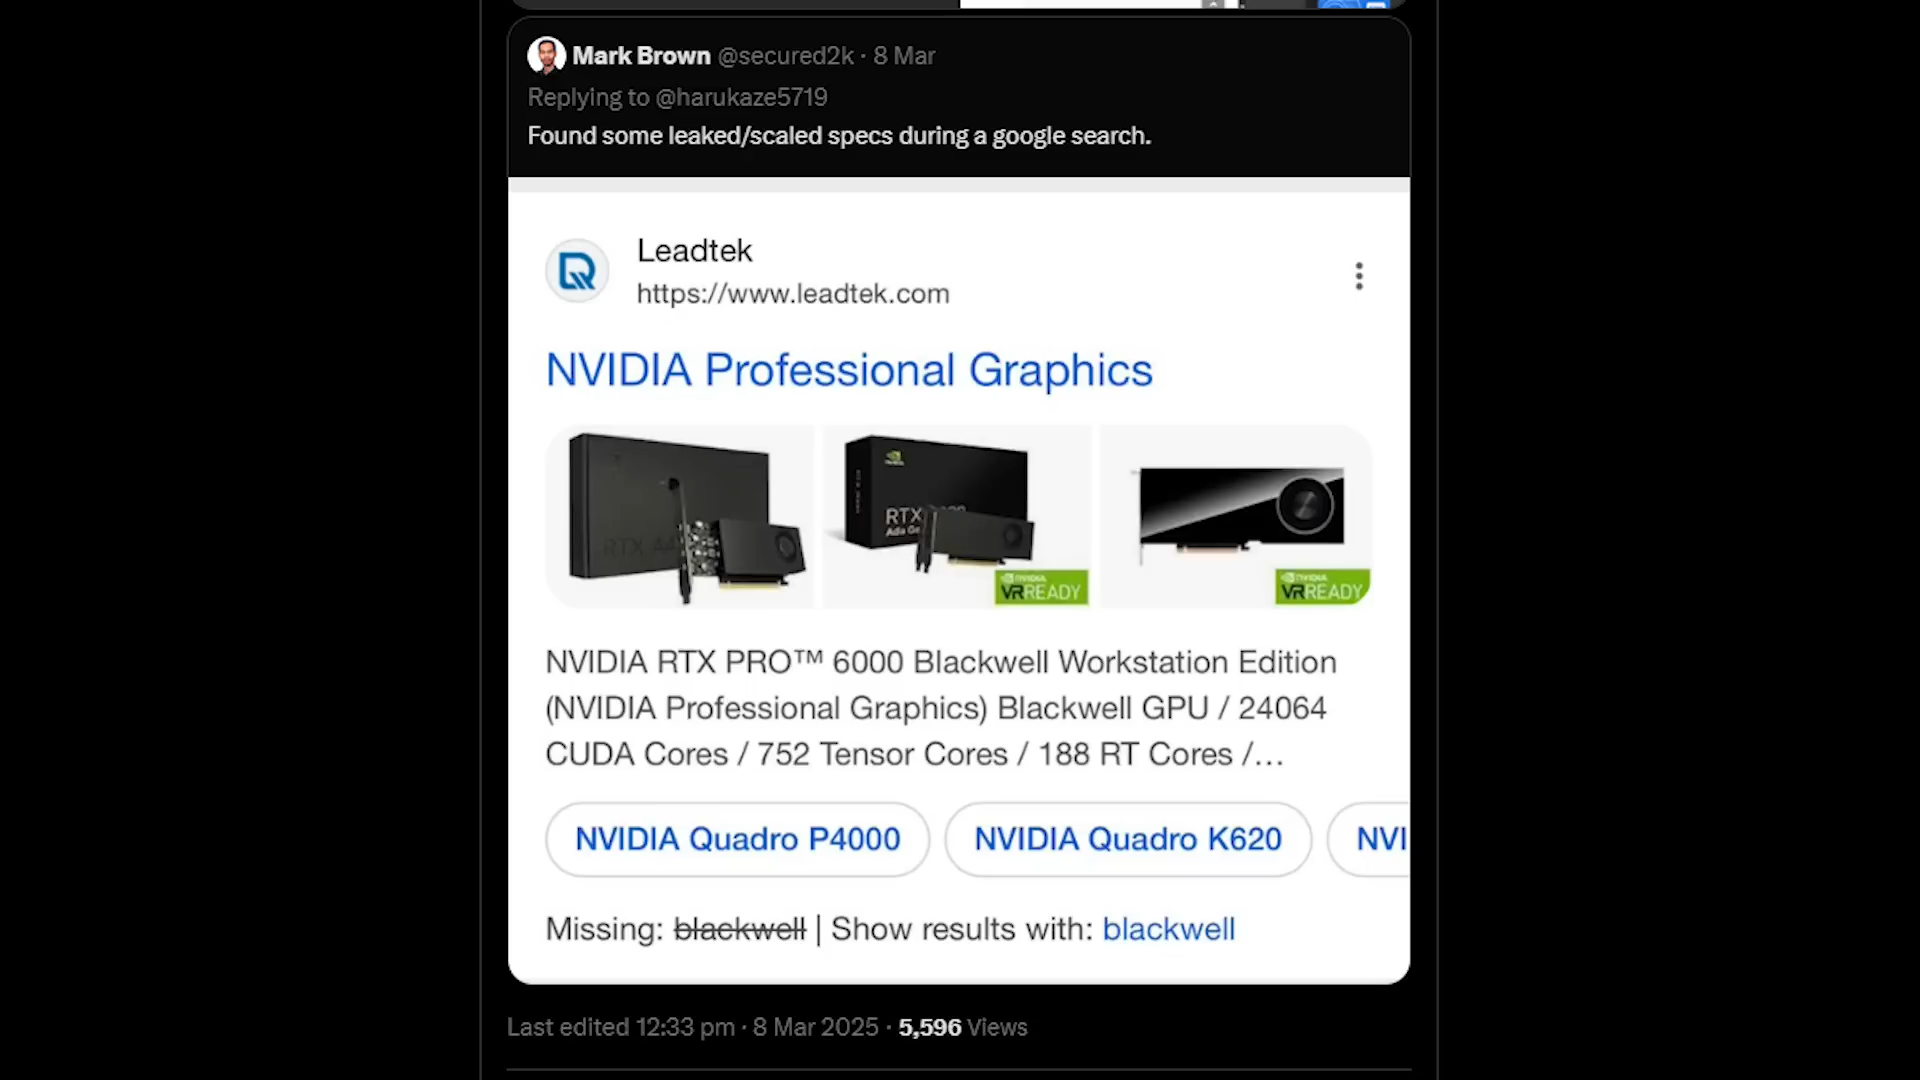 Mark Brown @secured2k · 8 Mar
Replying to @harukaze5719
Found some leaked/scaled specs during a google search.
Leadtek
https://www.leadtek.com
NVIDIA Professional Graphics
RTX
VRREADY
VRREADY
NVIDIA RTX PRO™ 6000 Blackwell Workstation Edition
(NVIDIA Professional Graphics) Blackwell GPU / 24064
CUDA Cores / 752 Tensor Cores / 188 RT Cores /...
NVIDIA Quadro P4000
NVIDIA Quadro K620
NVI
Missing: blackwell | Show results with: blackwell
Last edited 12:33 pm · 8 Mar 2025 · 5,596 Views